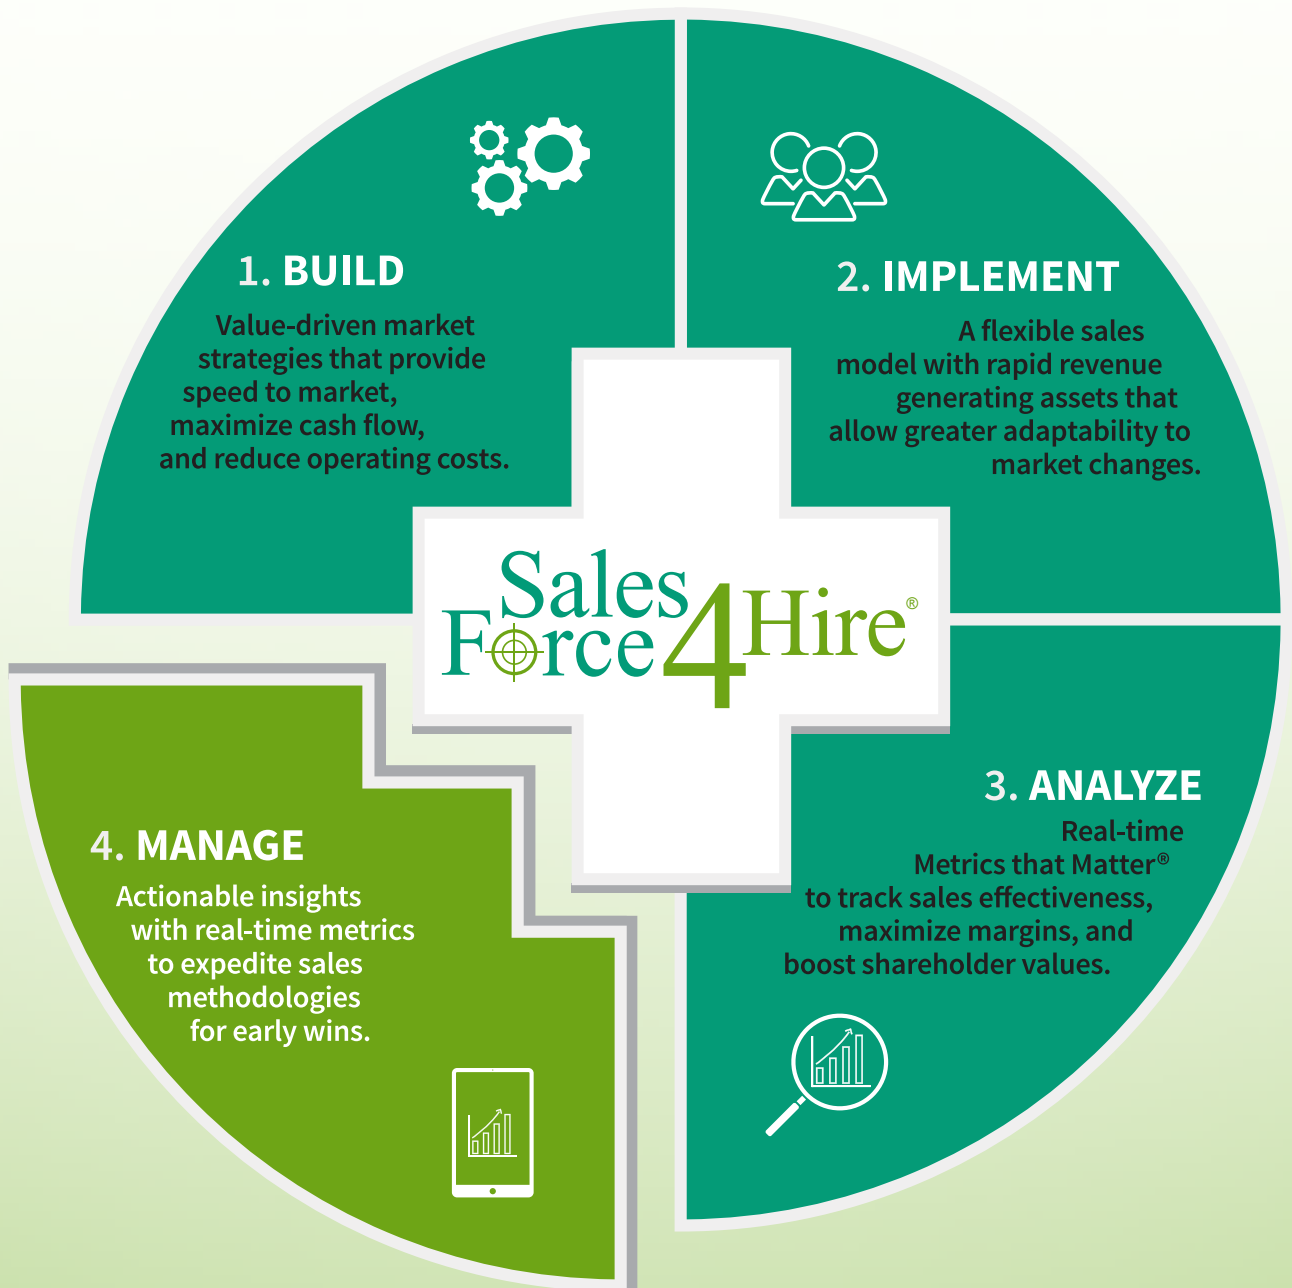 1. BUILD
Value-driven market
strategies that provide
speed to market,
maximize cash flow,
and reduce operating costs.
2. IMPLEMENT
A flexible sales
model with rapid revenue
generating assets that
allow greater adaptability to
market changes.
Sales
Force4Hire®
3. ANALYZE
Real-time
Metrics that Matter®
to track sales effectiveness,
maximize margins, and
boost shareholder values.
4. MANAGE
Actionable insights
with real-time metrics
to expedite sales
methodologies
for early wins.